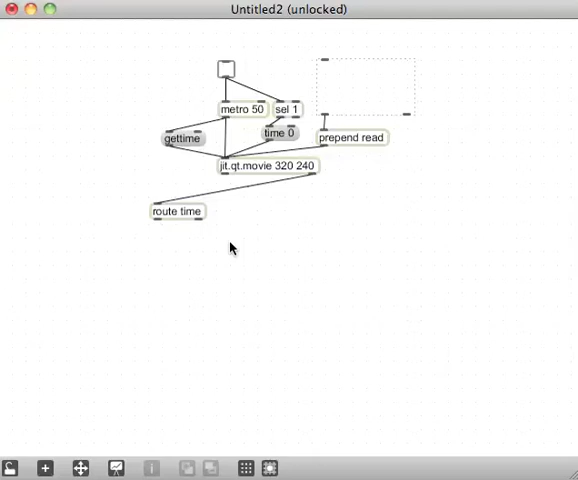 Untitled2 (unlocked)
metro 50
sel 1
gettime
time 0
prepend read
jit.qt.movie 320 240
route time